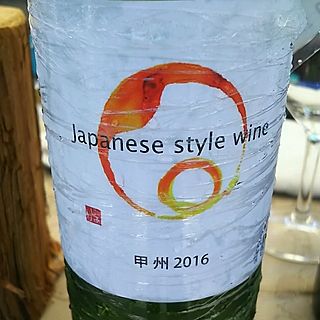 Japanese style wine
甲州 2016